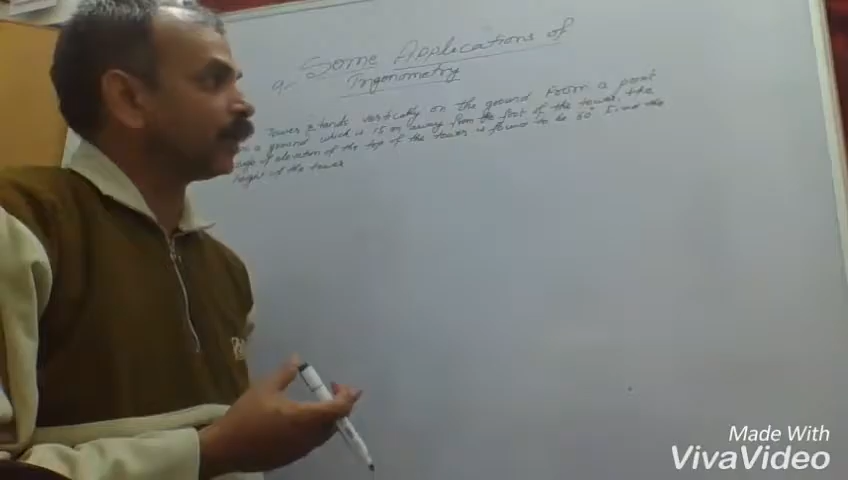 9- Some Applications of
Trigonometry
Tower stands vertically on the ground From a point
on a ground which is 15 m away from the foot of the tower, the
angle of elevation of the top of the tower is found to be 60° Find the
height of the tower
Made With
VivaVideo